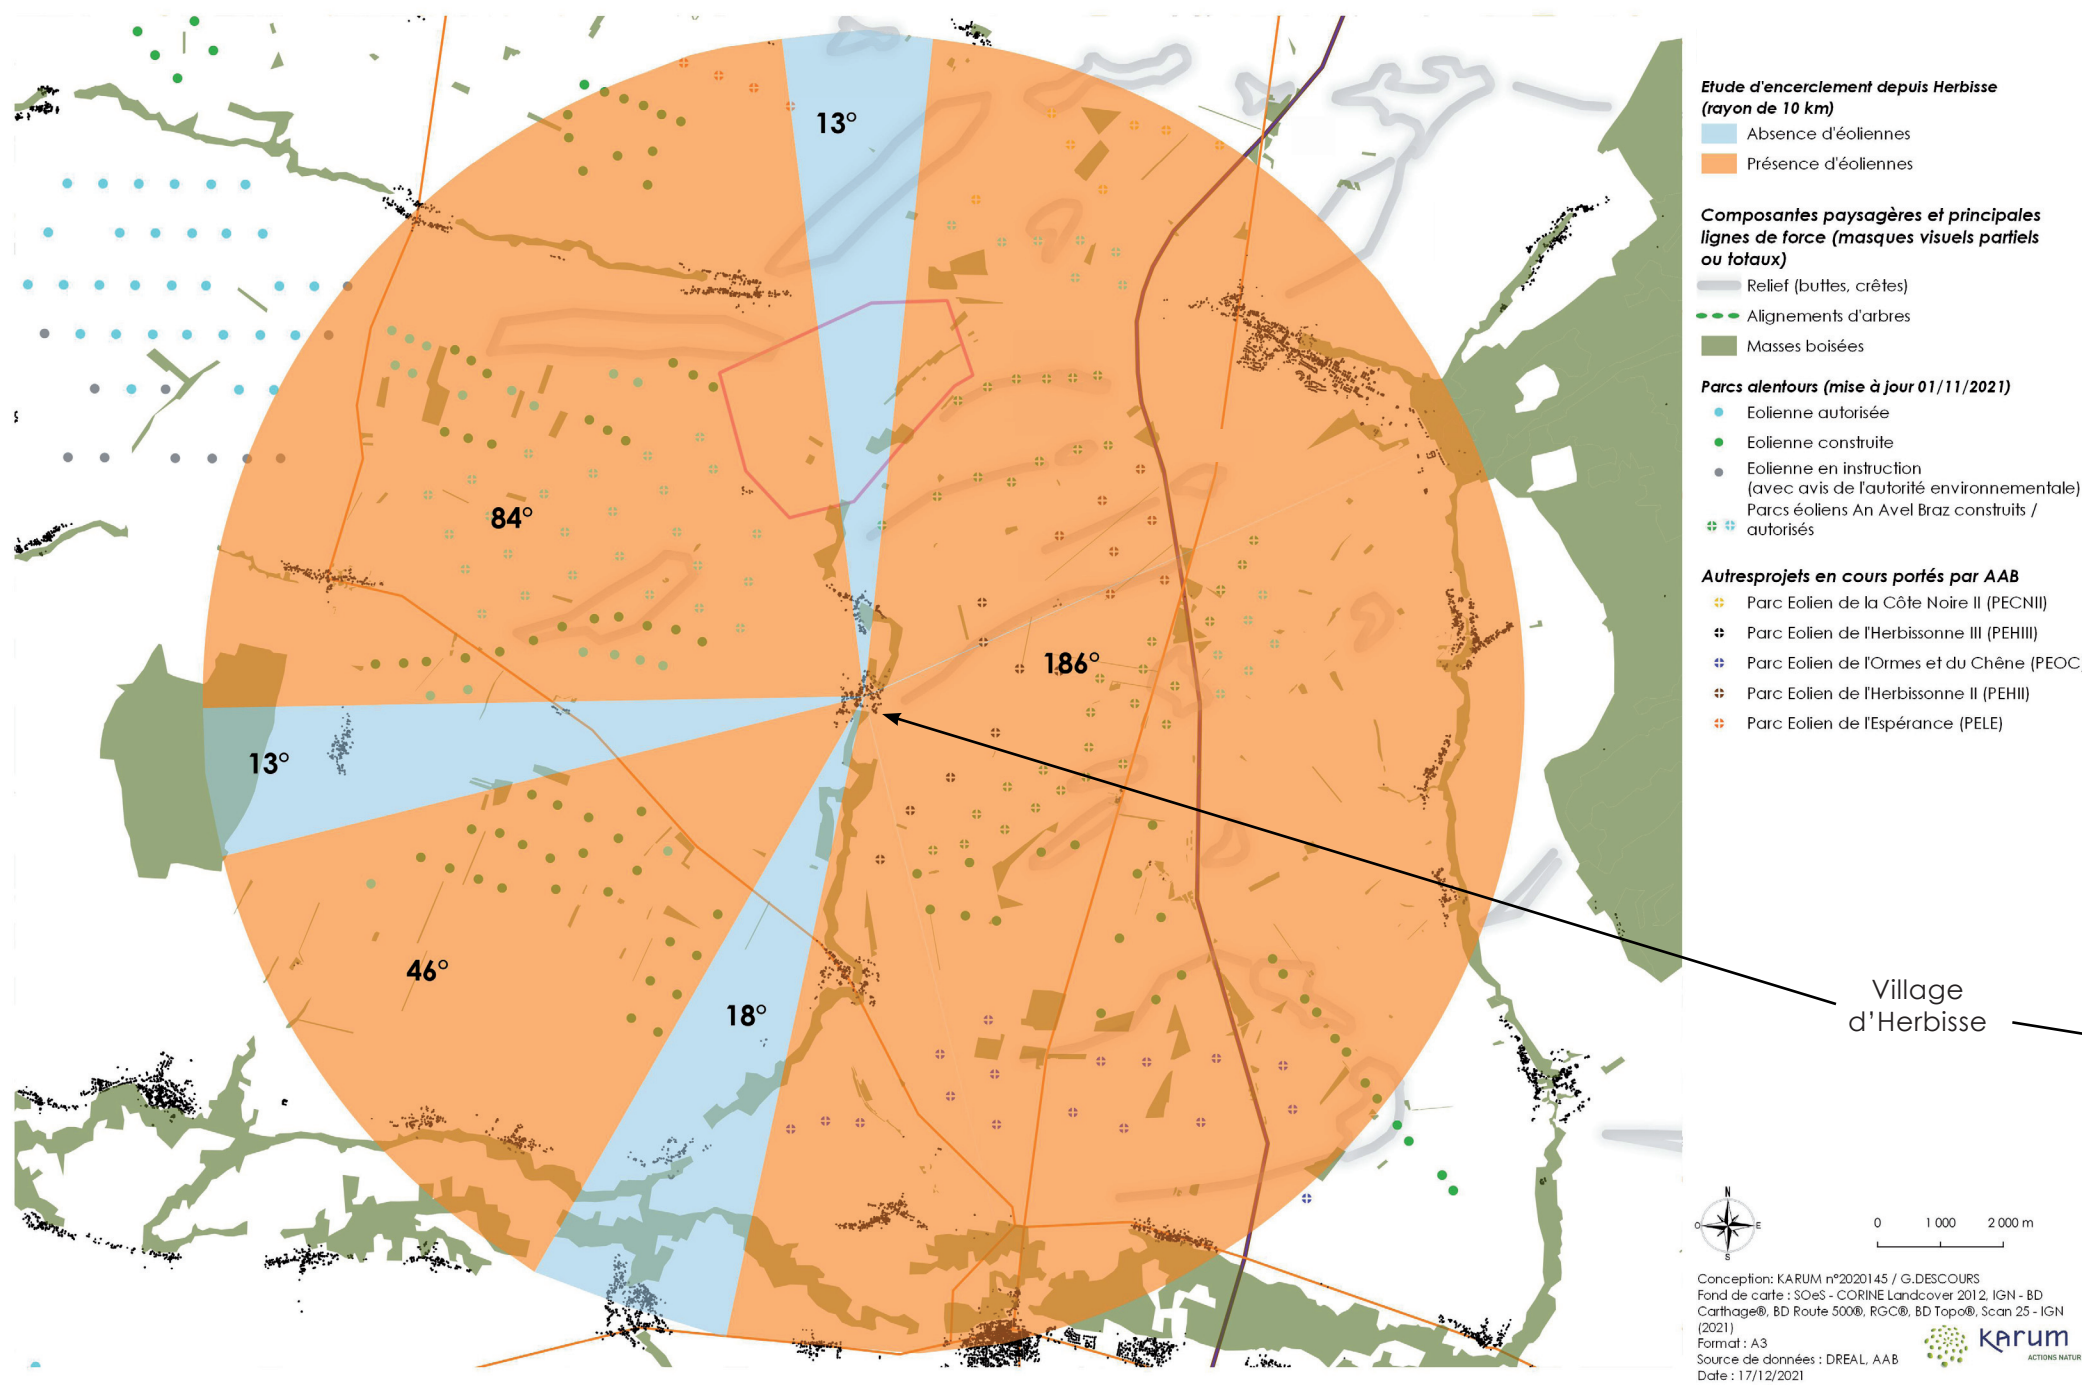 Etude d'encerclement depuis Herbisse
(rayon de 10 km)
Absence d'éoliennes
Présence d'éoliennes
Composantes paysagères et principales
lignes de force (masques visuels partiels
ou totaux)
Relief (buttes, crêtes)
Alignements d'arbres
Masses boisées
Parcs alentours (mise à jour 01/11/2021)
Eolienne autorisée
Eolienne construite
Eolienne en instruction
(avec avis de l'autorité environnementale)
Parcs éoliens An Avel Braz construits /
autorisés
Autresprojets en cours portés par AAB
Parc Eolien de la Côte Noire II (PECNII)
Parc Eolien de l'Herbissonne III (PEHIII)
Parc Eolien de l'Ormes et du Chêne (PEOC
Parc Eolien de l'Herbissonne II (PEHII)
Parc Eolien de l'Espérance (PELE)
13°
84°
186°
13°
46°
18°
Village
d'Herbisse
N
O
E
S
0 1 000 2 000 m
Conception: KARUM n°2020145 / G.DESCOURS
Fond de carte : SOeS - CORINE Landcover 2012, IGN - BD
Carthage®, BD Route 500®, RGC®, BD Topo®, Scan 25 - IGN
(2021)
Format : A3
Source de données : DREAL, AAB
Date : 17/12/2021
Karum
ACTIONS NATUR